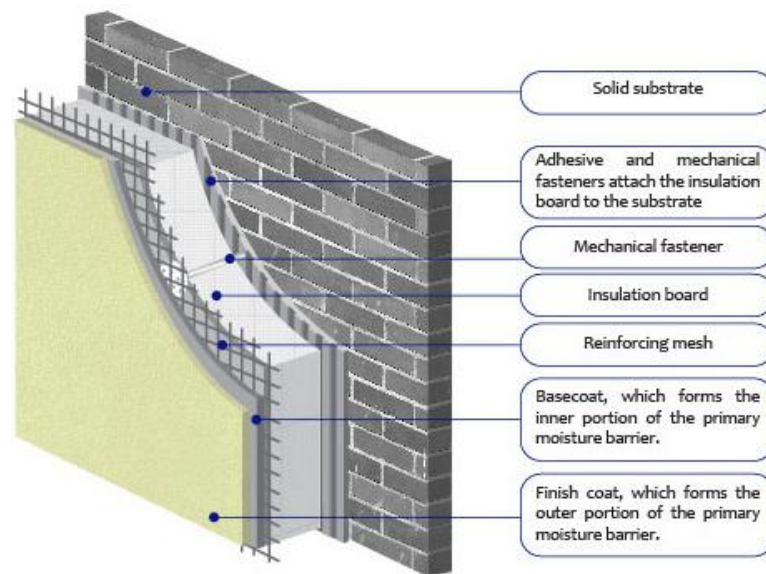 Solid substrate
Adhesive and mechanical
fasteners attach the insulation
board to the substrate
Mechanical fastener
Insulation board
Reinforcing mesh
Basecoat, which forms the
inner portion of the primary
moisture barrier.
Finish coat, which forms the
outer portion of the primary
moisture barrier.